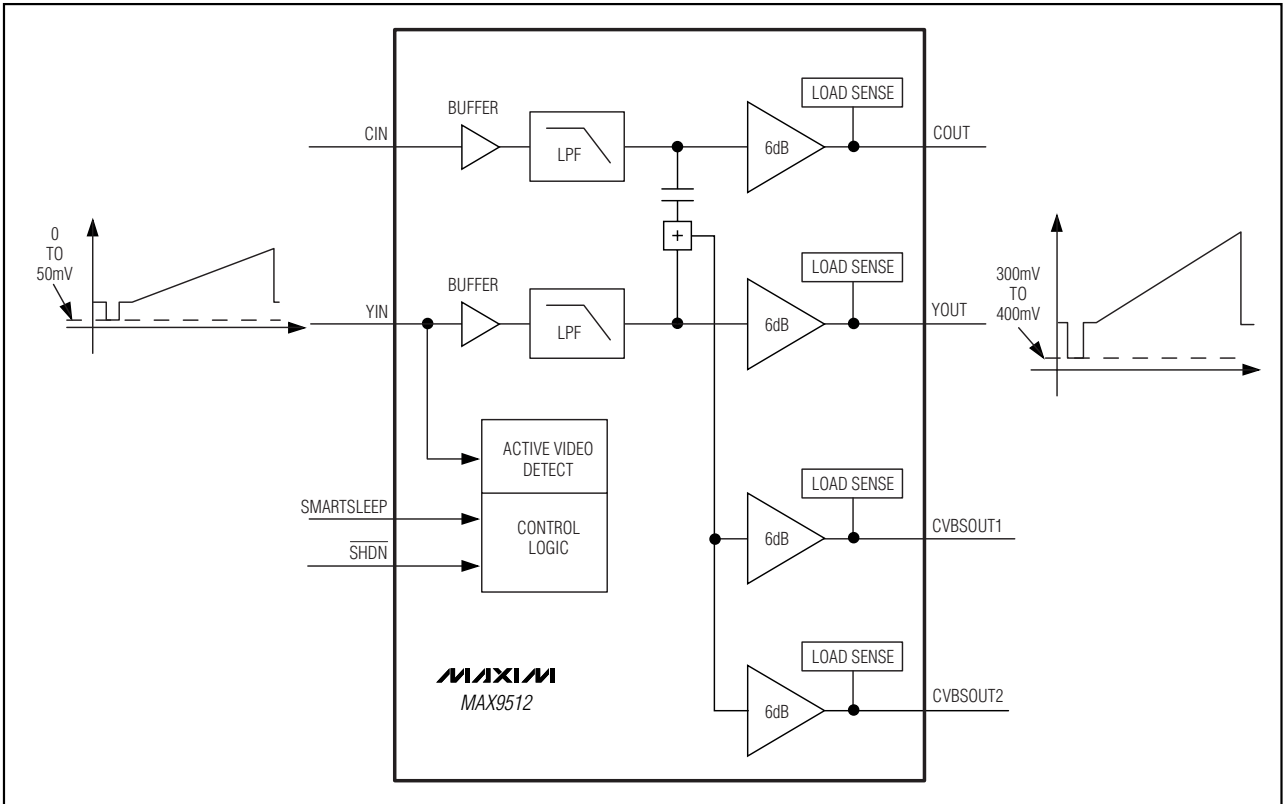 LOAD SENSE
BUFFER
CIN
LPF
6dB
COUT
0
TO
50mV
+
LOAD SENSE
300mV
TO
400mV
BUFFER
YIN
LPF
6dB
YOUT
ACTIVE VIDEO
DETECT
LOAD SENSE
SMARTSLEEP
CONTROL
LOGIC
SHDN
6dB
CVBSOUT1
LOAD SENSE
MAXIM
MAX9512
6dB
CVBSOUT2